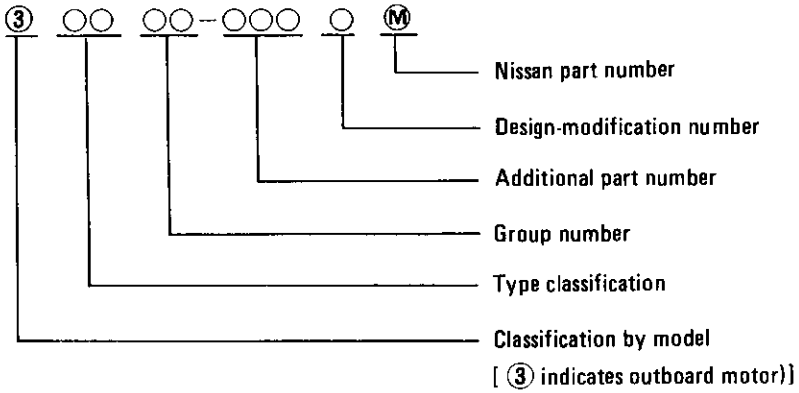 ③ ○○ ○○-○○○ ○ Ⓜ
Nissan part number
Design-modification number
Additional part number
Group number
Type classification
Classification by model
[ ③ indicates outboard motor)]